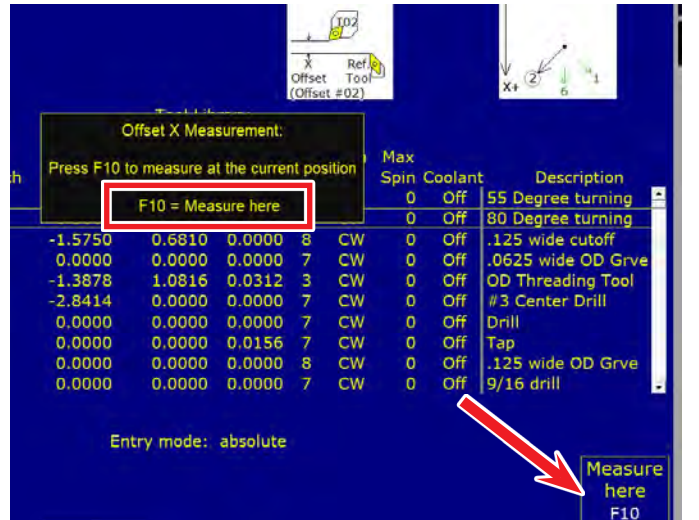 T02
X Ref.
Offset Tool
(Offset #02)
X+ 2 6 1
Offset X Measurement:
Press F10 to measure at the current position
F10 = Measure here
Max
Spin Coolant Description
0 Off 55 Degree turning
0 Off 80 Degree turning
-1.5750 0.6810 0.0000 8 CW 0 Off .125 wide cutoff
0.0000 0.0000 0.0000 7 CW 0 Off .0625 wide OD Grve
-1.3878 1.0816 0.0312 3 CW 0 Off OD Threading Tool
-2.8414 0.0000 0.0000 7 CW 0 Off #3 Center Drill
0.0000 0.0000 0.0000 7 CW 0 Off Drill
0.0000 0.0000 0.0156 7 CW 0 Off Tap
0.0000 0.0000 0.0000 8 CW 0 Off .125 wide OD Grve
0.0000 0.0000 0.0000 7 CW 0 Off 9/16 drill
Entry mode: absolute
Measure
here
F10